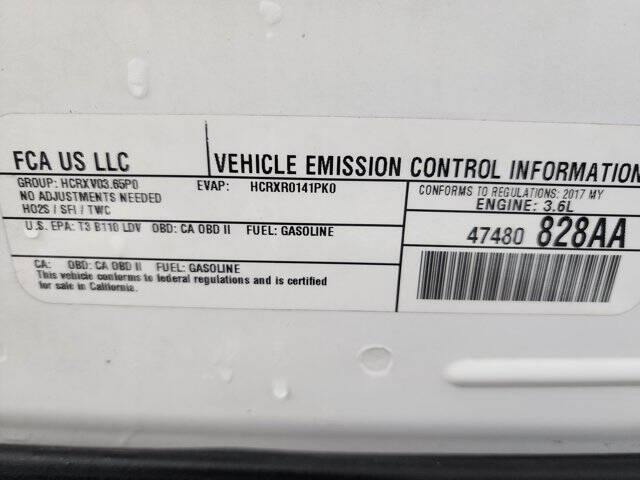 FCA US LLC
VEHICLE EMISSION CONTROL INFORMATION
GROUP: HCRXV03.65P0 EVAP: HCRXR0141PK0
NO ADJUSTMENTS NEEDED
HO2S / SFI / TWC
CONFORMS TO REGULATIONS: 2017 MY
ENGINE: 3.6L
U.S. EPA: T3 B110 LDV OBD: CA OBD II FUEL: GASOLINE
47480 828AA
CA: OBD: CA OBD II FUEL: GASOLINE
This vehicle conforms to federal regulations and is certified
for sale in California.